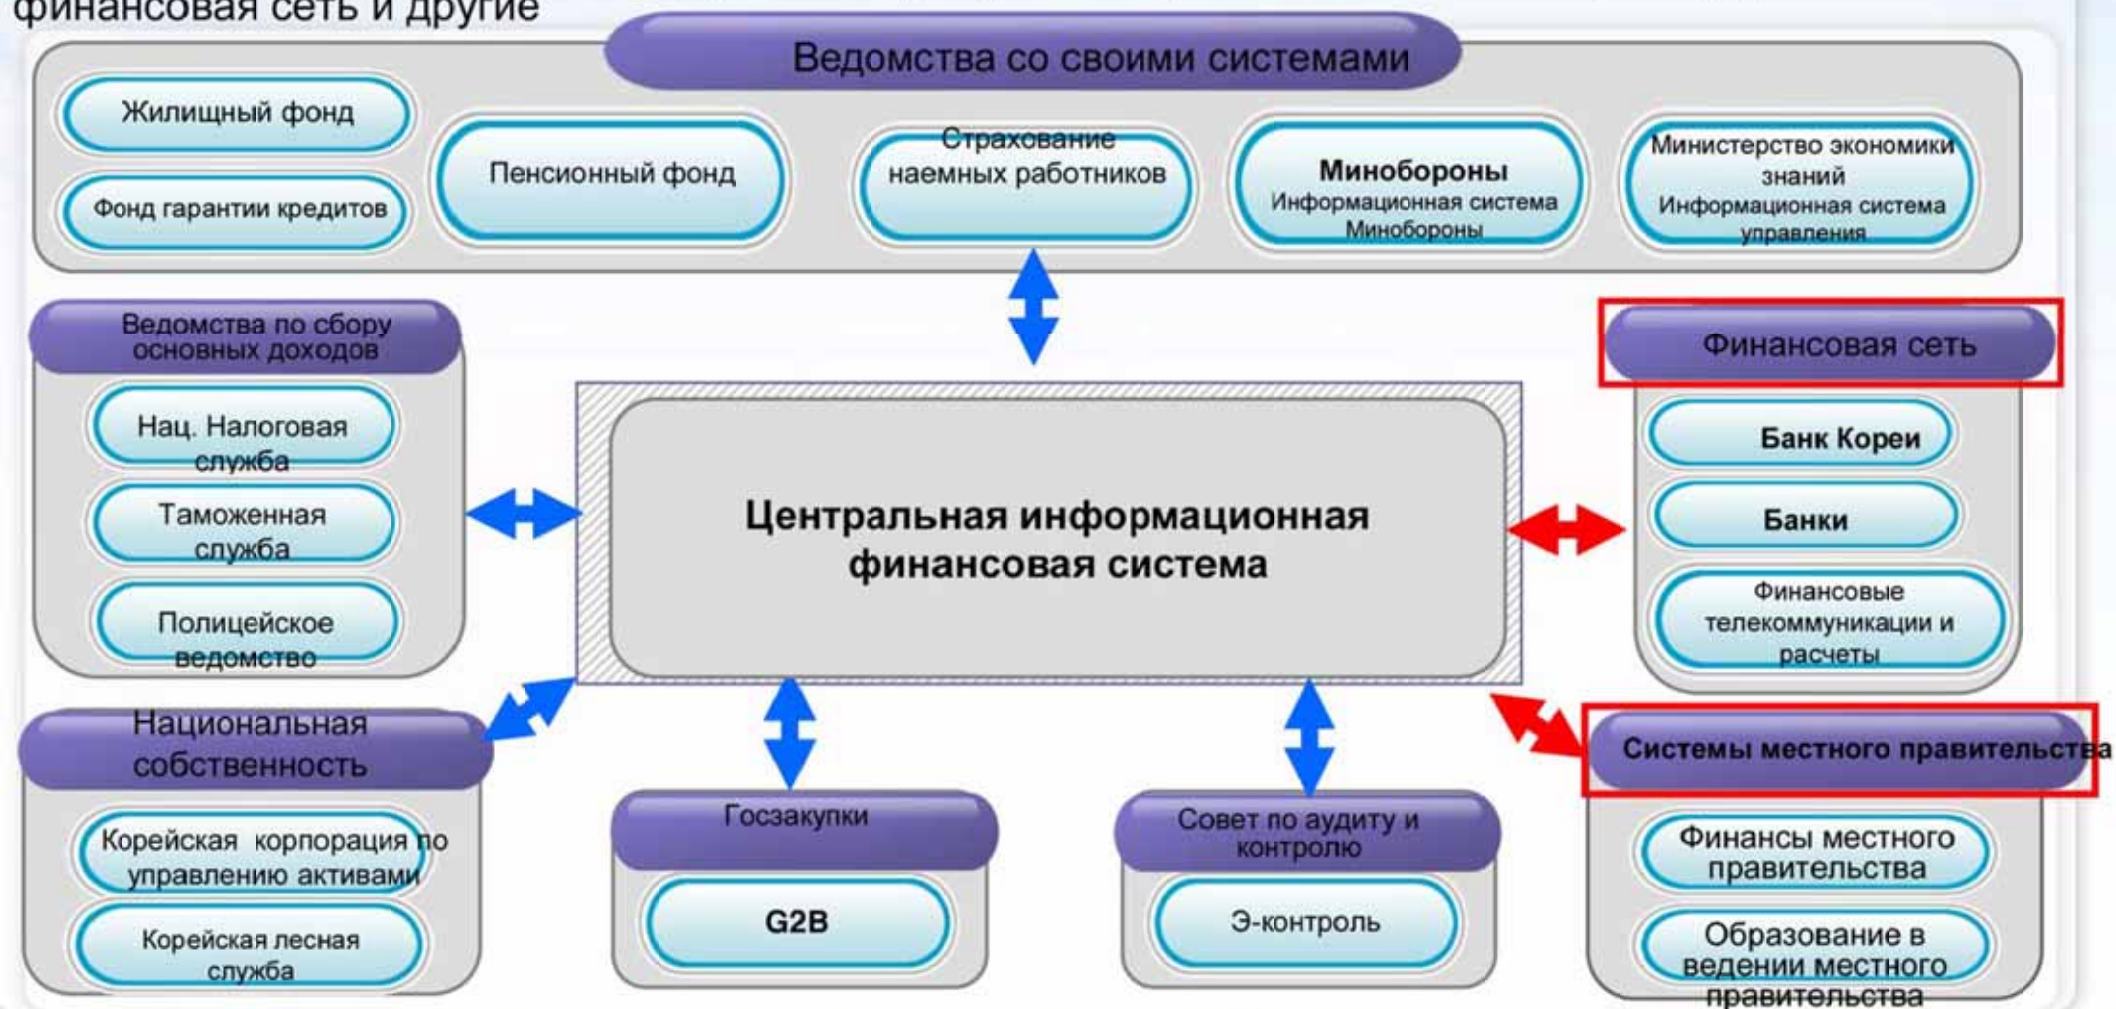 финансовая сеть и другие
Ведомства со своими системами
Жилищный фонд
Фонд гарантии кредитов
Пенсионный фонд
Страхование
наемных работников
Минобороны
Информационная система
Минобороны
Министерство экономики
знаний
Информационная система
управления
Ведомства по сбору
основных доходов
Нац. Налоговая
служба
Таможенная
служба
Полицейское
ведомство
Центральная информационная
финансовая система
Финансовая сеть
Банк Кореи
Банки
Финансовые
телекоммуникации и
расчеты
Национальная
собственность
Корейская корпорация по
управлению активами
Корейская лесная
служба
Госзакупки
G2B
Совет по аудиту и
контролю
Э-контроль
Системы местного правительства
Финансы местного
правительства
Образование в
ведении местного
правительства